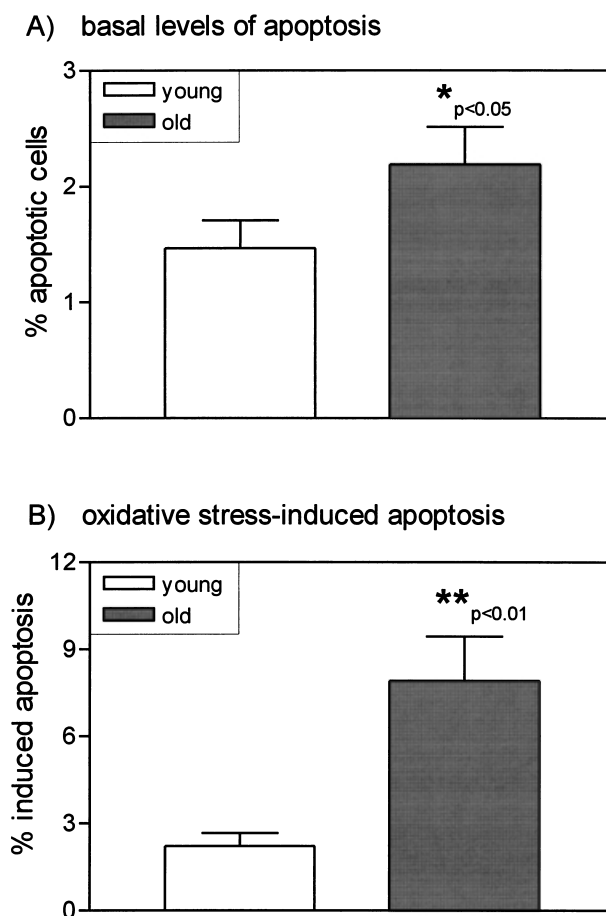 A) basal levels of apoptosis
3
young
old
*
p<0.05
2
1
0
% apoptotic cells
B) oxidative stress-induced apoptosis
12
young
old
**
p<0.01
9
6
3
0
% induced apoptosis